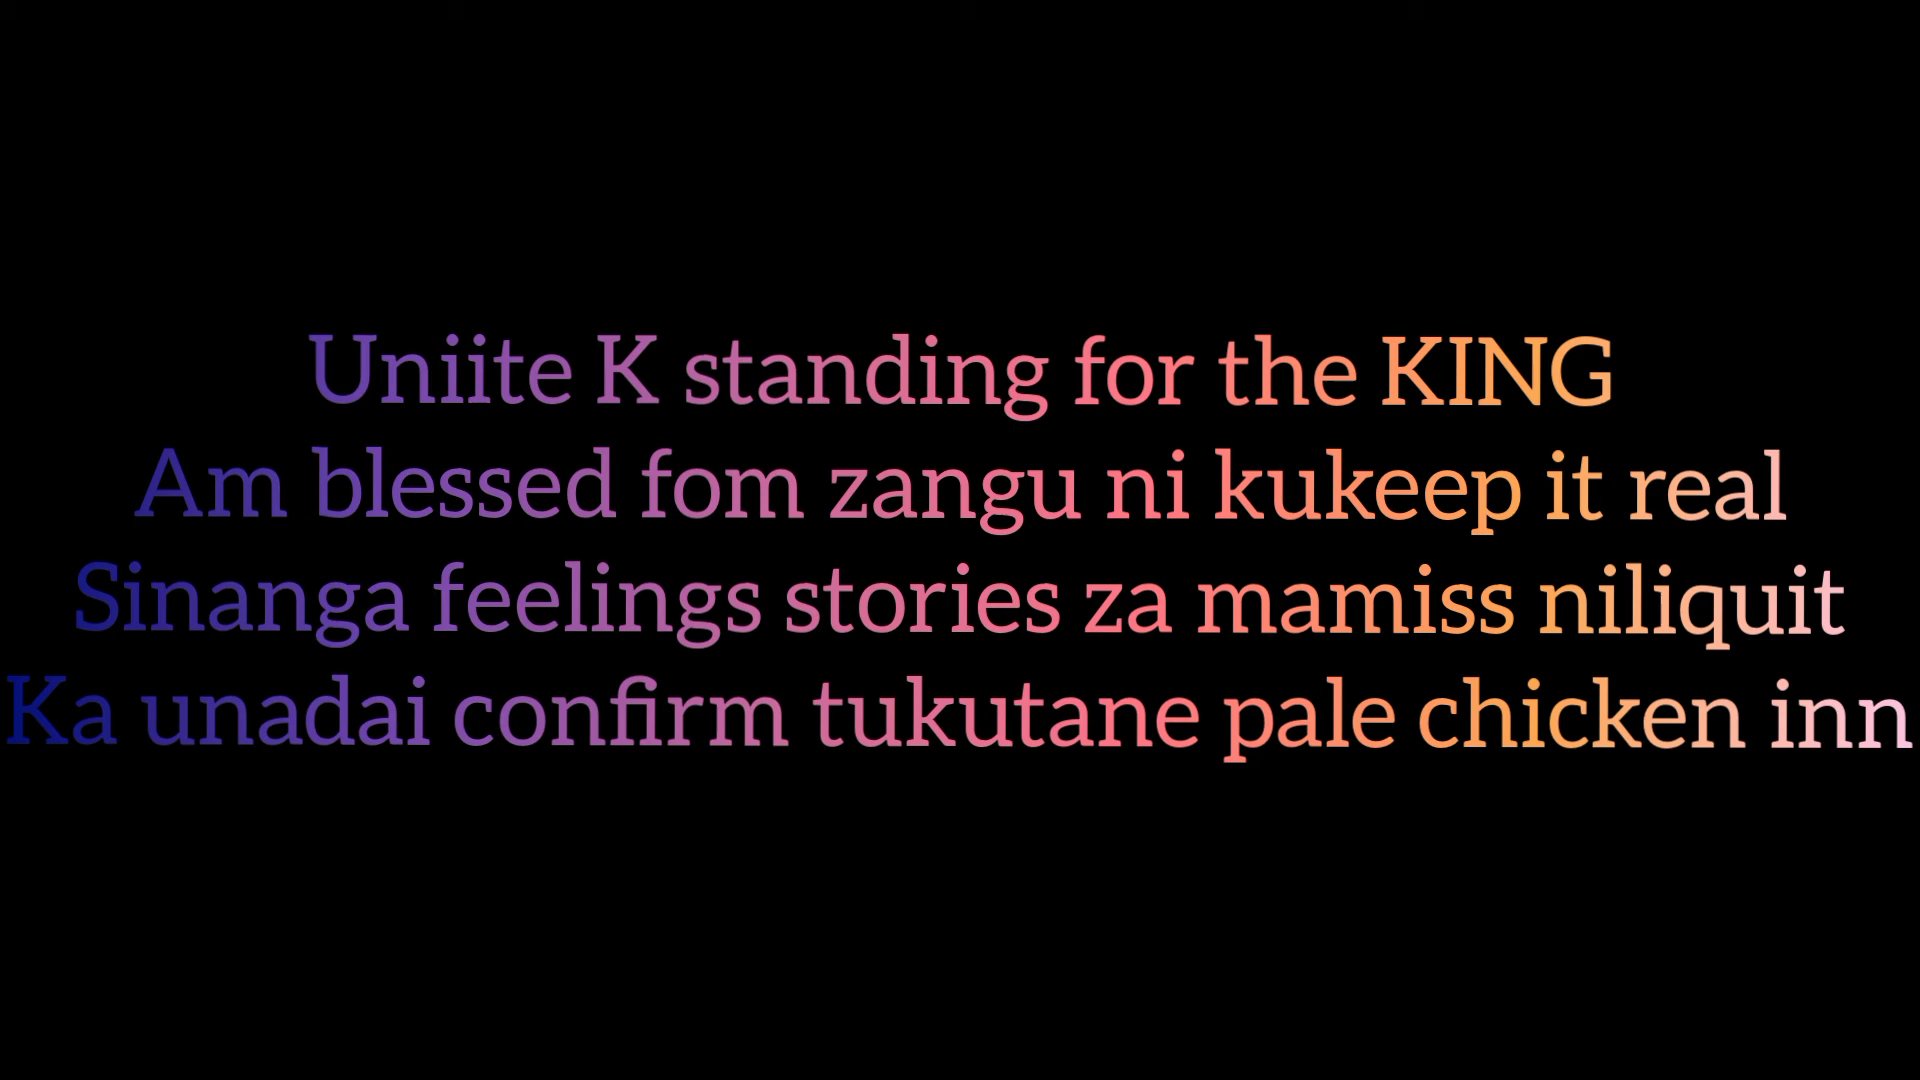 Uniite K standing for the KING
Am blessed fom zangu ni kukeep it real
Sinanga feelings stories za mamiss niliquit
Ka unadai confirm tukutane pale chicken inn